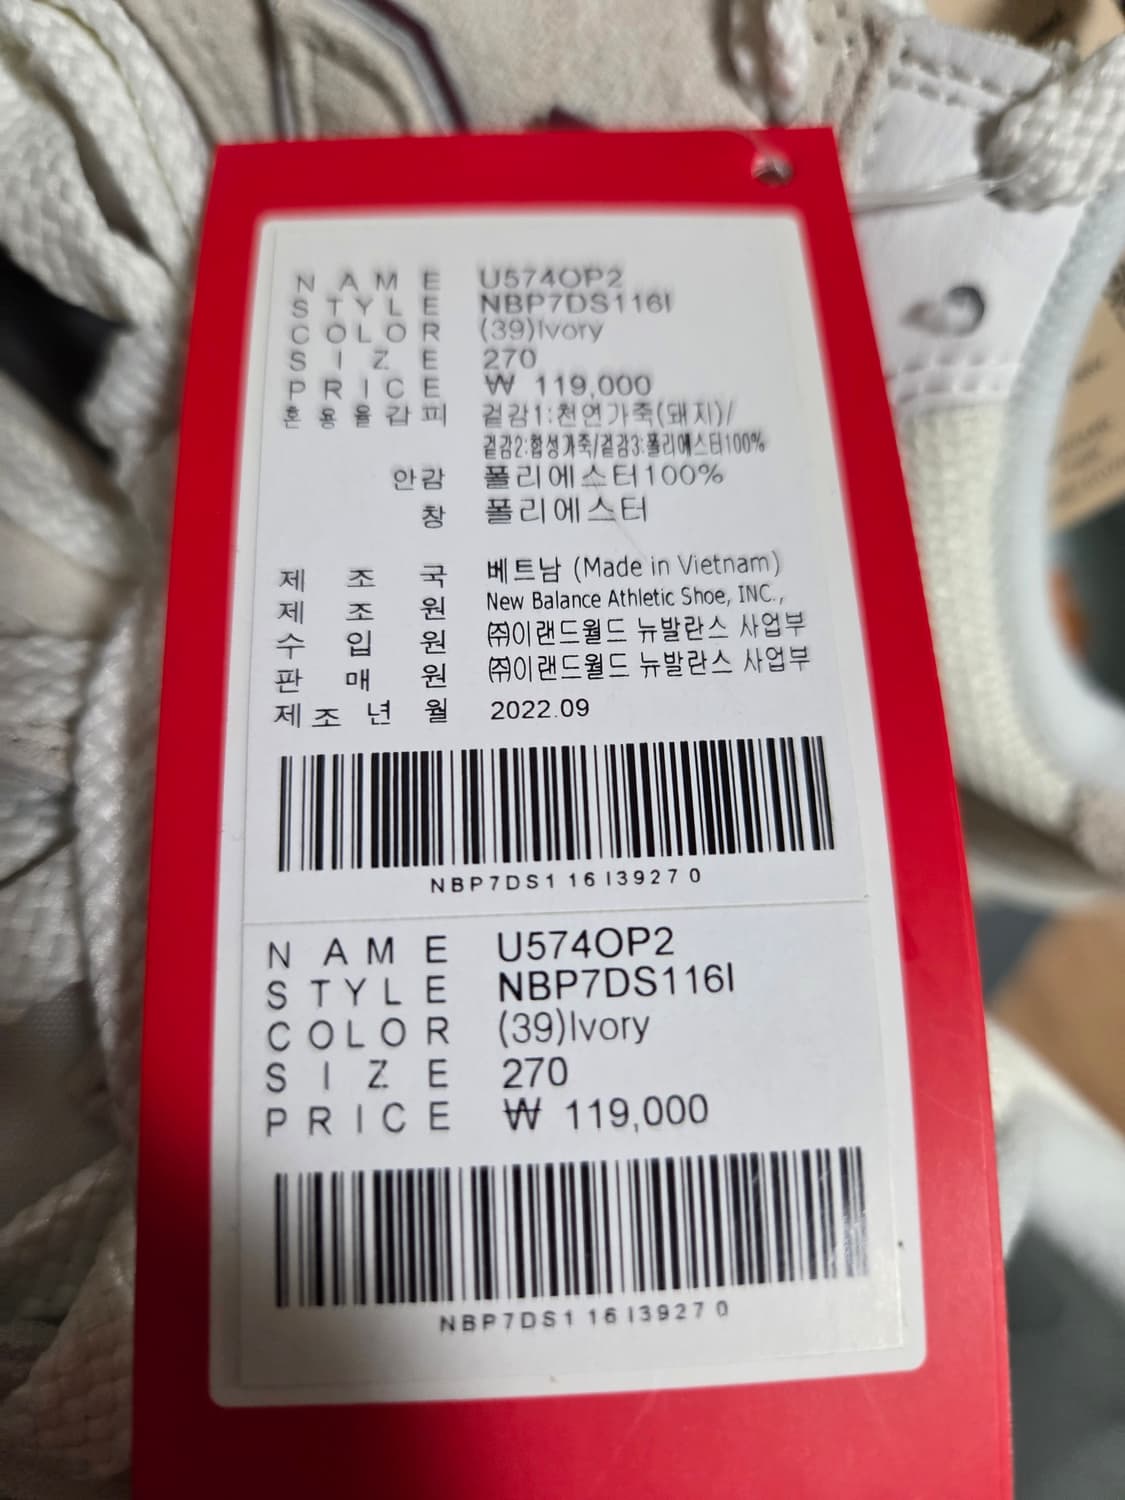 NAME U574OP2
STYLE NBP7DS116I
COLOR (39)Ivory
SIZE 270
PRICE ₩ 119,000
혼용율겉피 겉감1:천연가죽(돼지)/
겉감2:합성가죽/겉감3:폴리에스터100%
안감 폴리에스터100%
창 폴리에스터
제조국 베트남 (Made in Vietnam)
제조원 New Balance Athletic Shoe, INC.,
수입원 ㈜이랜드월드 뉴발란스 사업부
판매원 ㈜이랜드월드 뉴발란스 사업부
제조년월 2022.09
NBP7DS116I39270
NAME U574OP2
STYLE NBP7DS116I
COLOR (39)Ivory
SIZE 270
PRICE ₩ 119,000
NBP7DS116I39270